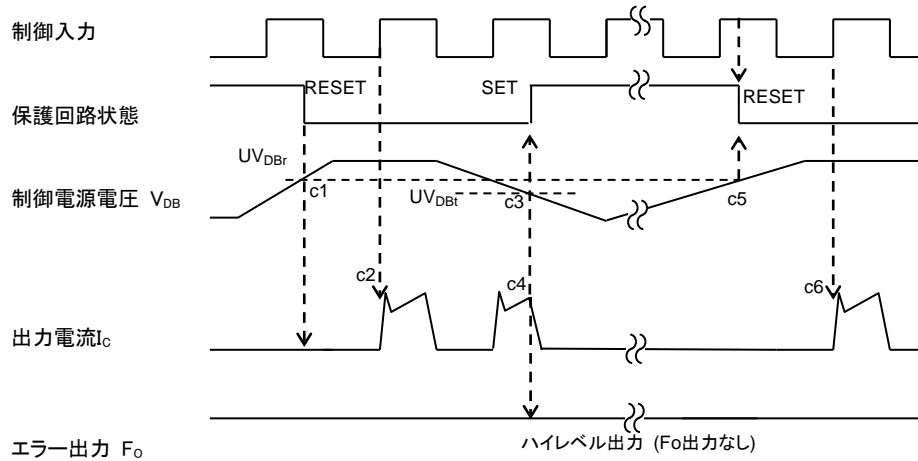 制御入力
RESET
SET
RESET
保護回路状態
UVDBr
c1
制御電源電圧 VDB
UVDBt
c3
c5
c2
c4
c6
出力電流Ic
ハイレベル出力 (Fo出力なし)
エラー出力 Fo